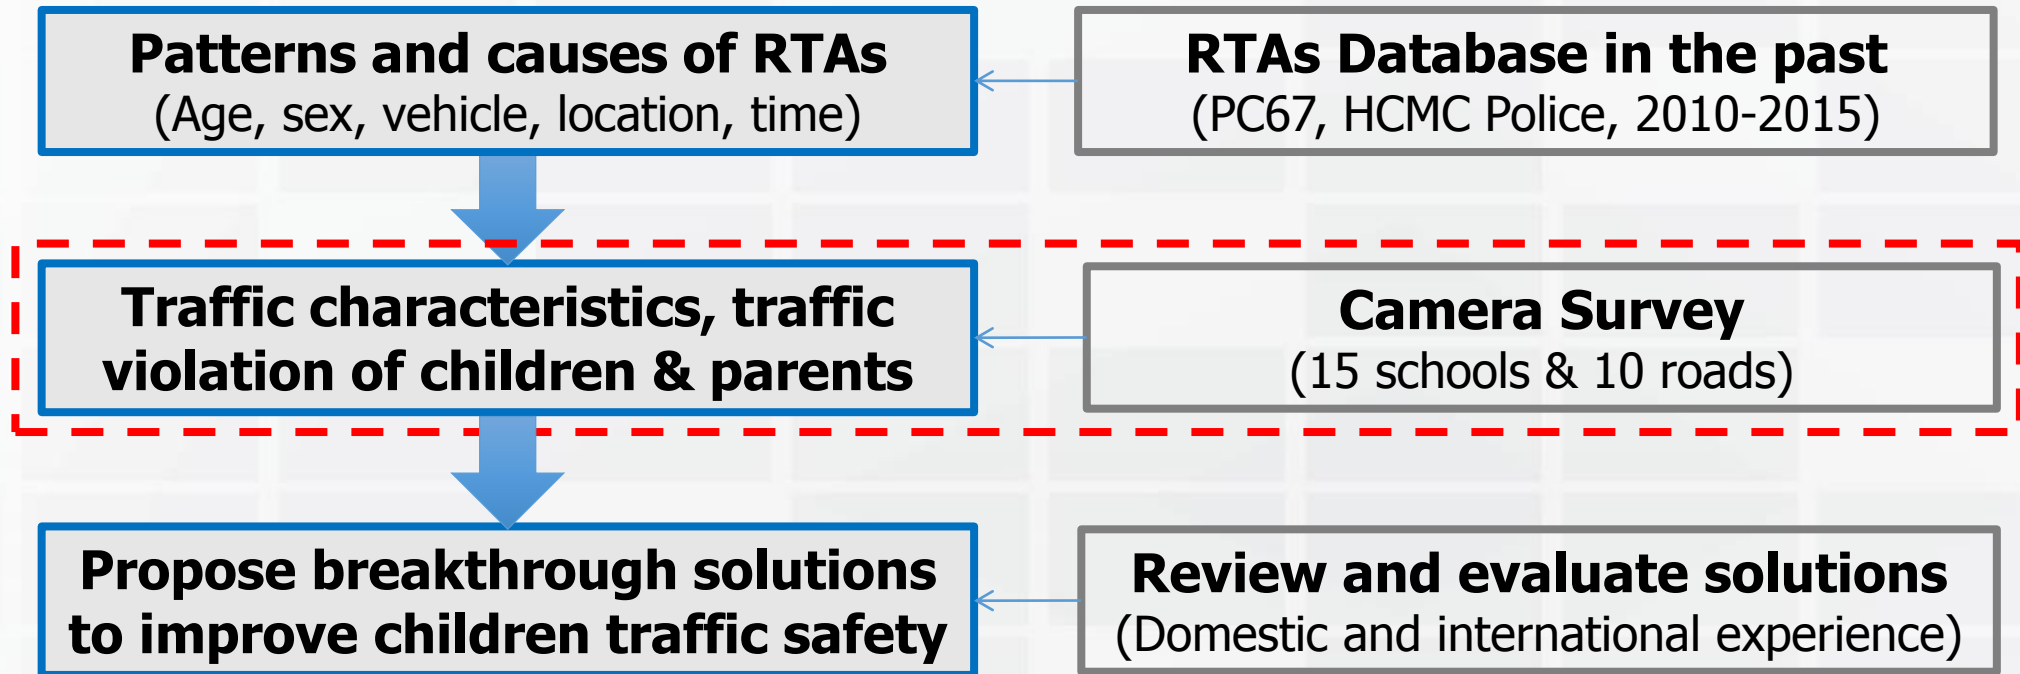 Patterns and causes of RTAs
(Age, sex, vehicle, location, time)
RTAs Database in the past
(PC67, HCMC Police, 2010-2015)
Traffic characteristics, traffic
violation of children & parents
Camera Survey
(15 schools & 10 roads)
Propose breakthrough solutions
to improve children traffic safety
Review and evaluate solutions
(Domestic and international experience)